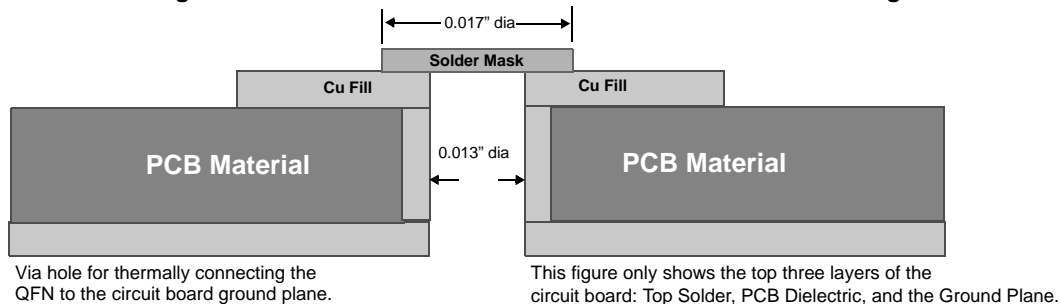 0.017” dia
Solder Mask
Cu Fill
Cu Fill
PCB Material
0.013” dia
PCB Material
Via hole for thermally connecting the
QFN to the circuit board ground plane.
This figure only shows the top three layers of the
circuit board: Top Solder, PCB Dielectric, and the Ground Plane.